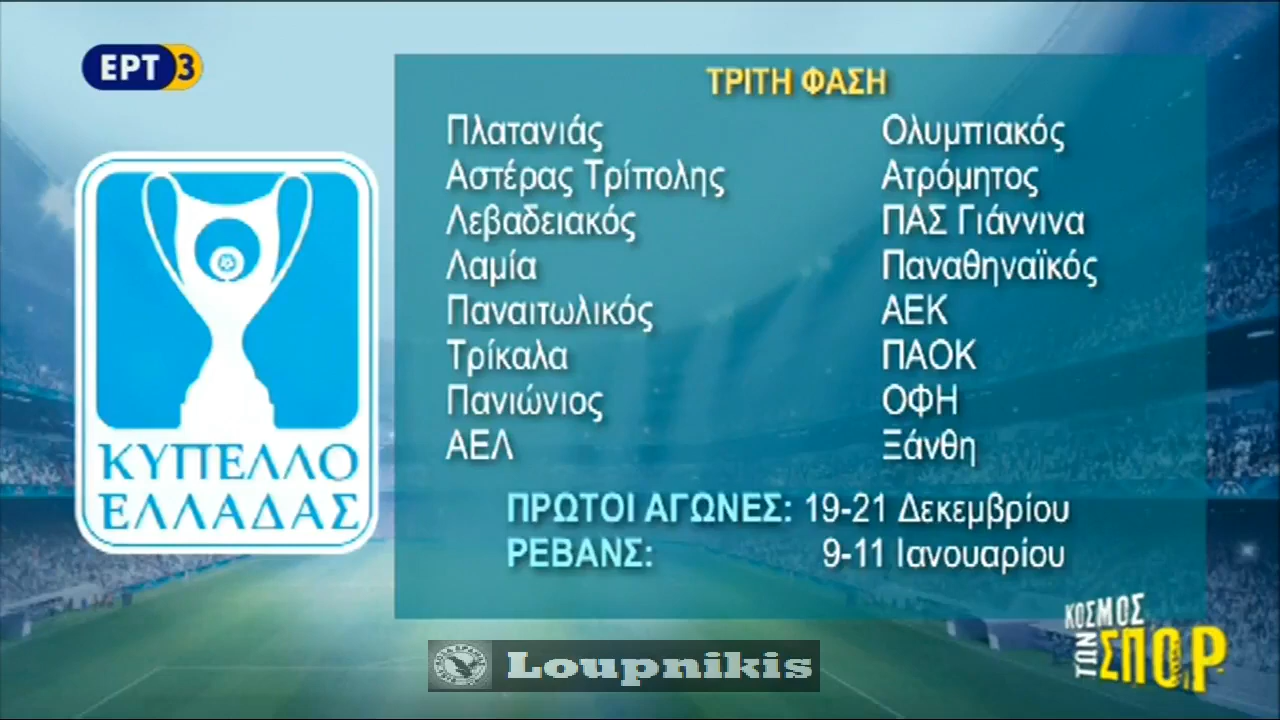 ΕΡΤ3
ΤΡΙΤΗ ΦΑΣΗ
Πλατανιάς Ολυμπιακός
Αστέρας Τρίπολης Ατρόμητος
Λεβαδειακός ΠΑΣ Γιάννινα
Λαμία Παναθηναϊκός
Παναιτωλικός ΑΕΚ
Τρίκαλα ΠΑΟΚ
Πανιώνιος ΟΦΗ
ΑΕΛ Ξάνθη
ΠΡΩΤΟΙ ΑΓΩΝΕΣ: 19-21 Δεκεμβρίου
ΡΕΒΑΝΣ: 9-11 Ιανουαρίου
ΚΥΠΕΛΛΟ
ΕΛΛΑΔΑΣ
ΚΟΣΜΟΣ
ΤΩΝ ΣΠΟΡ
Loupnikis